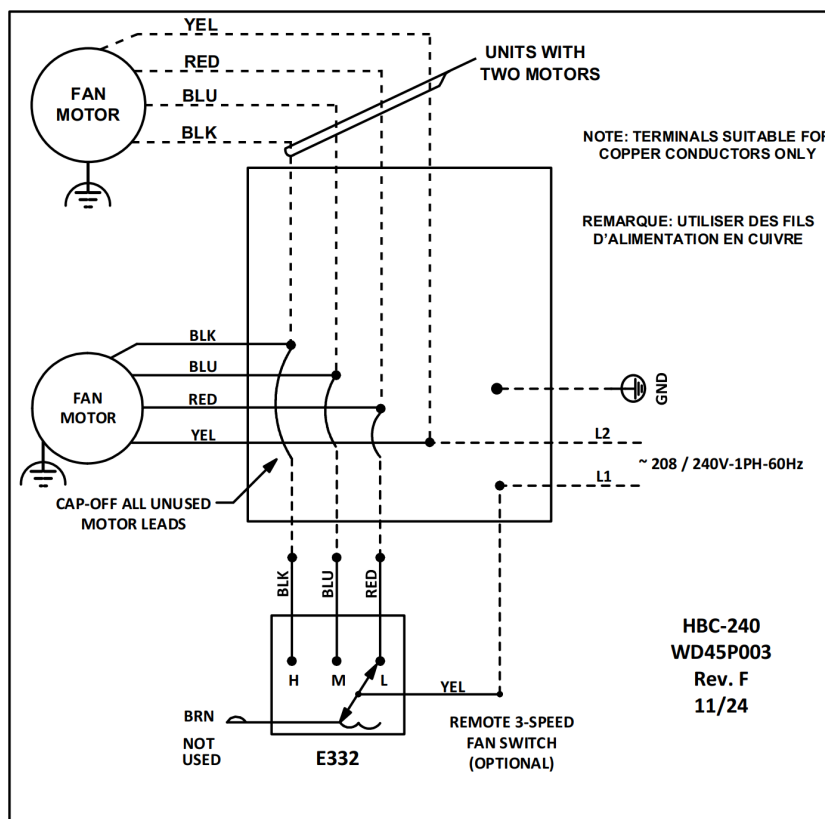 YEL
RED
BLU
BLK
FAN
MOTOR
UNITS WITH
TWO MOTORS
NOTE: TERMINALS SUITABLE FOR
COPPER CONDUCTORS ONLY
REMARQUE: UTILISER DES FILS
D'ALIMENTATION EN CUIVRE
BLK
BLU
RED
YEL
FAN
MOTOR
GND
L2
~ 208 / 240V-1PH-60Hz
L1
CAP-OFF ALL UNUSED
MOTOR LEADS
BLK
BLU
RED
H M L
YEL
BRN
NOT
USED
E332
REMOTE 3-SPEED
FAN SWITCH
(OPTIONAL)
HBC-240
WD45P003
Rev. F
11/24